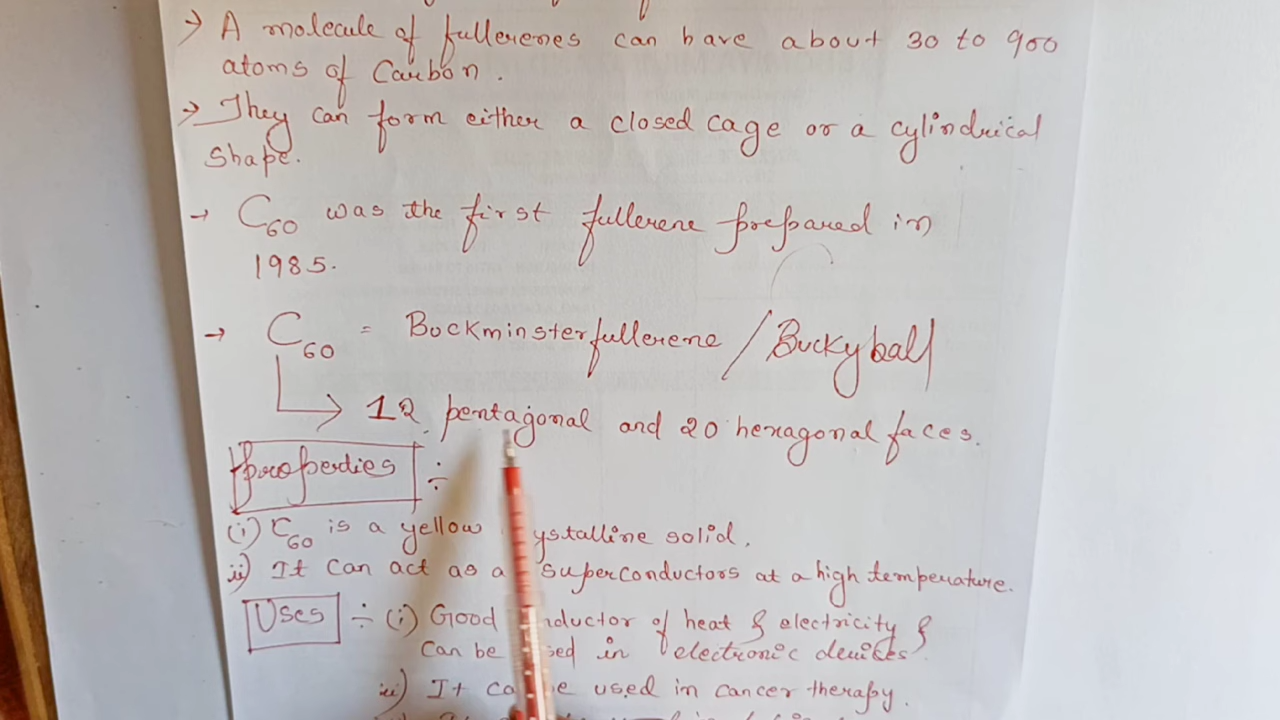 → A molecule of fullerenes can have about 30 to 900
atoms of Carbon.
→ They can form either a closed cage or a cylindrical
shape.
→ C60 was the first fullerene prepared in
1985.
→ C60 = Buckminsterfullerene / Buckyball
→ 12 pentagonal and 20 hexagonal faces.
Properties ÷
(i) C60 is a yellow ystalline solid.
ii) It can act as a superconductors at a high temperature.
Uses ÷ (i) Good nductor of heat & electricity &
Can be sed in electronic devices.
ii) It ca e used in cancer therapy.